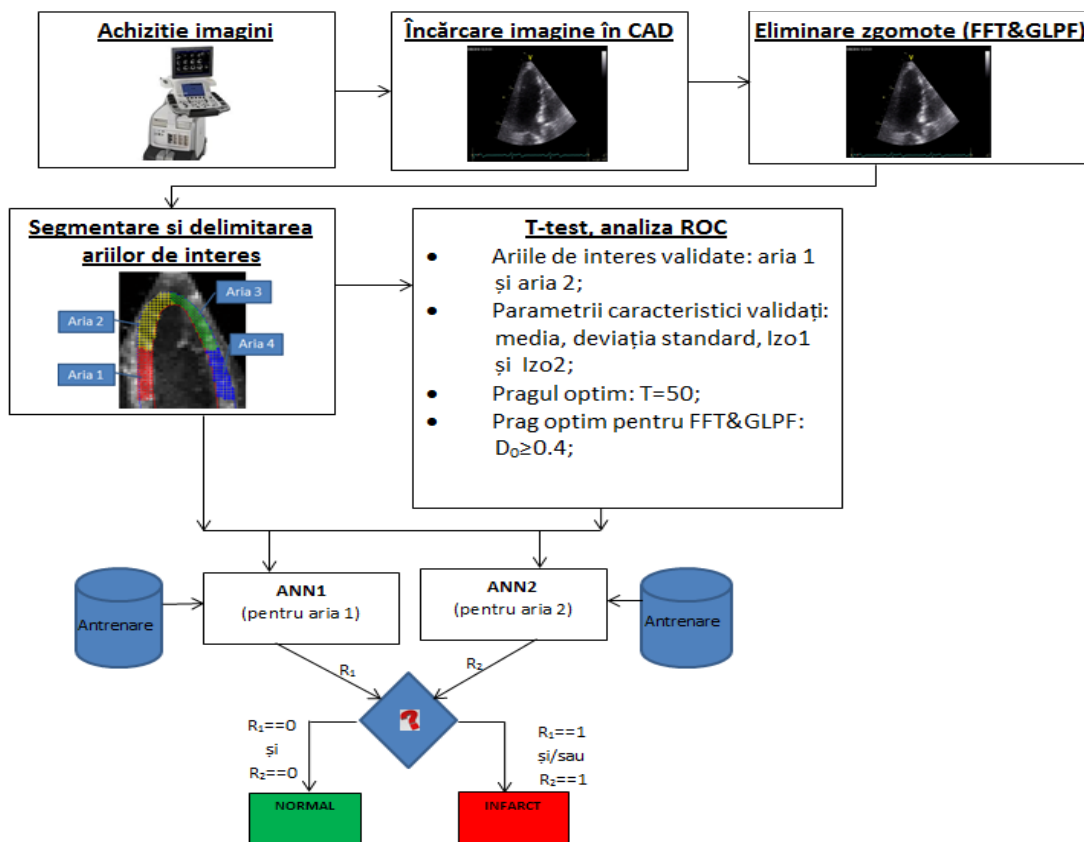 Achizitie imagini
Încărcare imagine în CAD
Eliminare zgomote (FFT&GLPF)
V
V
Segmentare si delimitarea
ariilor de interes
Aria 3
Aria 2
Aria 4
Aria 1
T-test, analiza ROC
• Ariile de interes validate: aria 1
și aria 2;
• Parametrii caracteristici validați:
media, deviația standard, Izo1
și Izo2;
• Pragul optim: T=50;
• Prag optim pentru FFT&GLPF:
D₀≥0.4;
Antrenare
ANN1
(pentru aria 1)
ANN2
(pentru aria 2)
Antrenare
R₁
R₂
?
R₁==0
și
R₂==0
R₁==1
și/sau
R₂==1
NORMAL
INFARCT